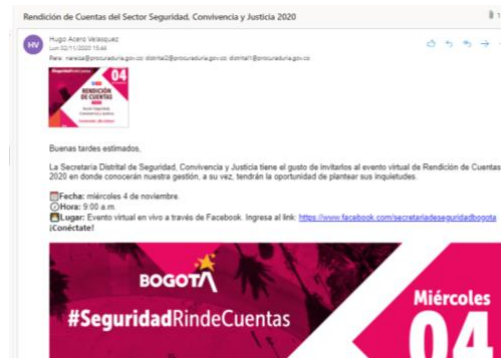 Rendición de Cuentas del Sector Seguridad, Convivencia y Justicia 2020
HV
Hugo Acero Velásquez
Lun 02/11/2020
04
RENDICIÓN
DE CUENTAS
Buenas tardes estimados,
La Secretaría Distrital de Seguridad, Convivencia y Justicia tiene el gusto de invitarlos al evento virtual de Rendición de Cuentas
2020 en donde conocerán nuestra gestión, a su vez, tendrán la oportunidad de plantear sus inquietudes.
Fecha: miércoles 4 de noviembre.
Hora: 9:00 a.m.
Lugar: Evento virtual en vivo a través de Facebook. Ingresa al link: https://www.facebook.com/secretariadeseguridadbogota
¡Conéctate!
BOGOTÁ
#SeguridadRindeCuentas
Miércoles
04